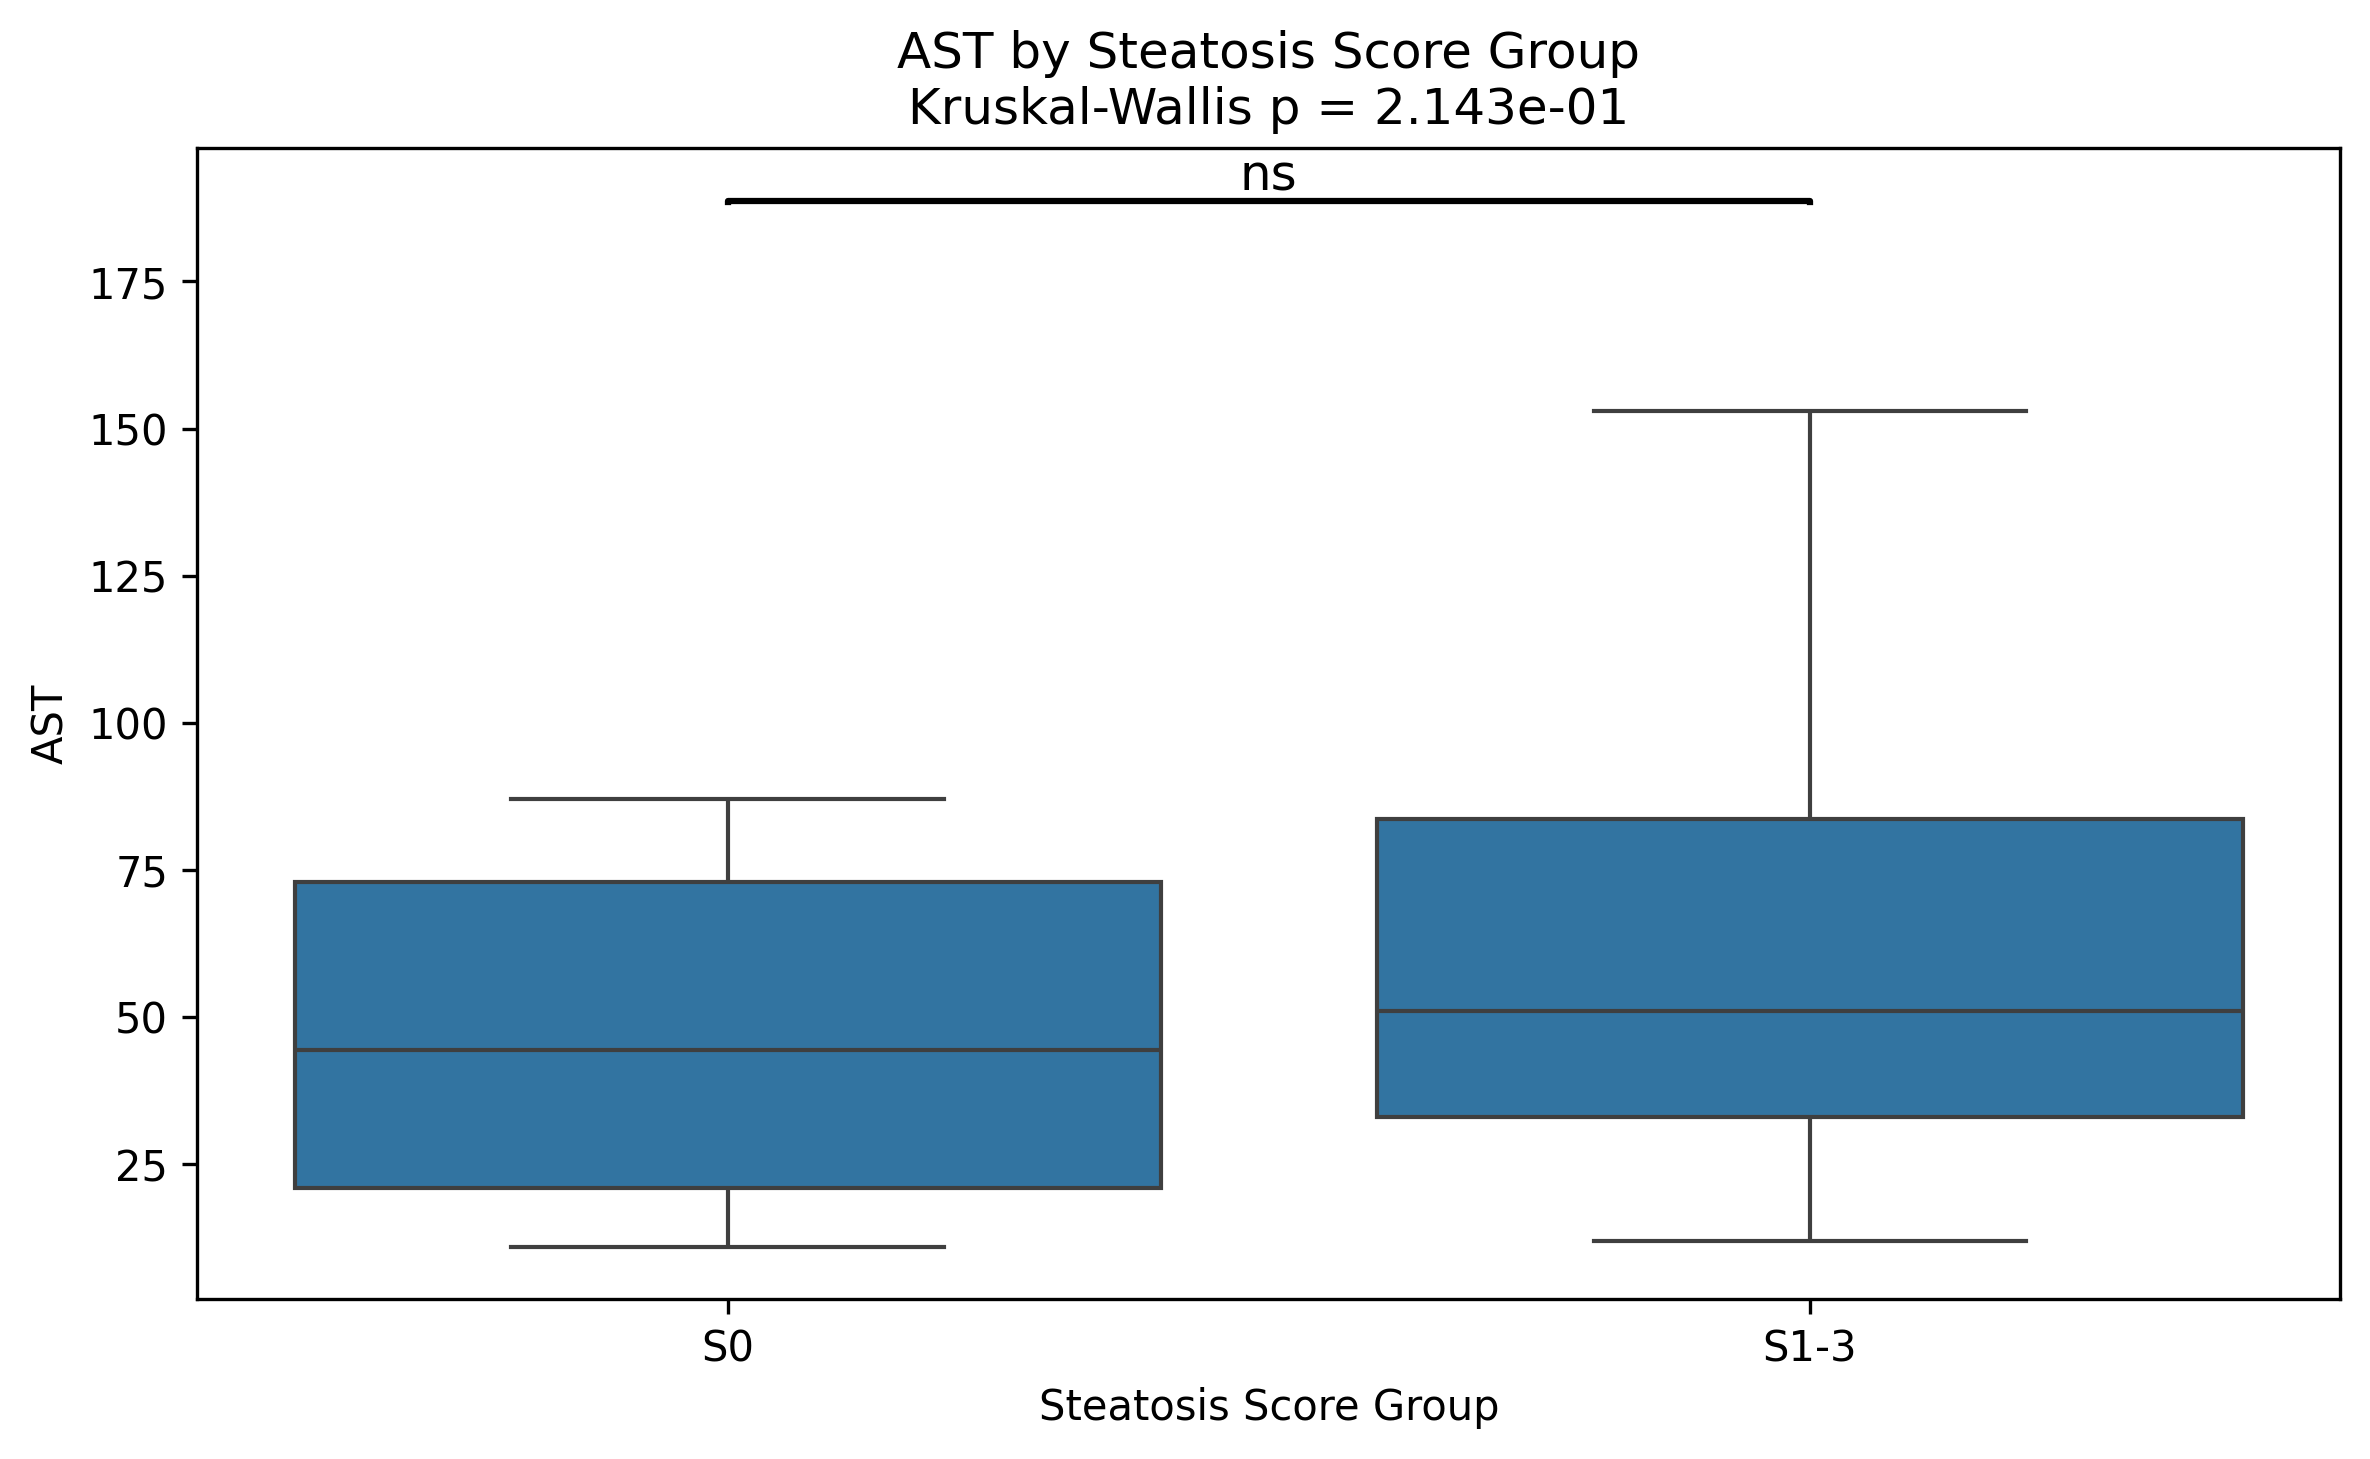 AST by Steatosis Score Group
Kruskal-Wallis p = 2.143e-01
ns
175
150
125
100
75
50
25
AST
S0
S1-3
Steatosis Score Group